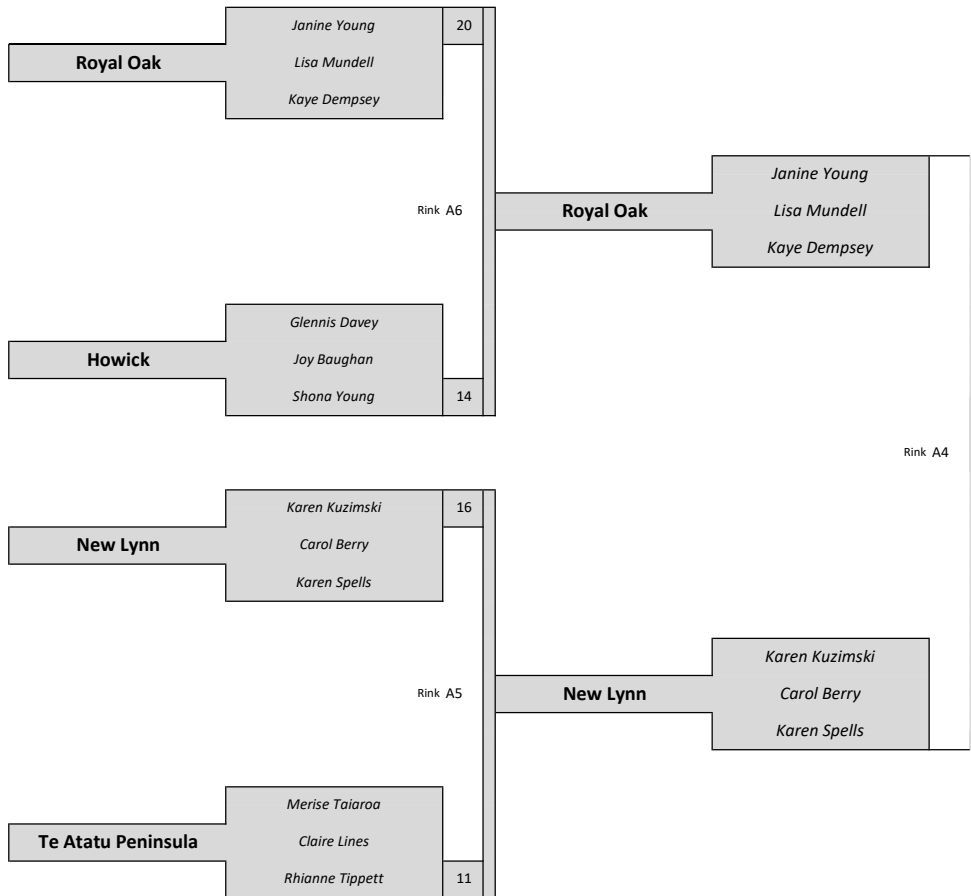 Janine Young 20
Royal Oak Lisa Mundell
Kaye Dempsey
Janine Young
Rink A6 Royal Oak Lisa Mundell
Kaye Dempsey
Glennis Davey
Howick Joy Baughan
Shona Young 14
Rink A4
Karen Kuzimski 16
New Lynn Carol Berry
Karen Spells
Karen Kuzimski
Rink A5 New Lynn Carol Berry
Karen Spells
Merise Taiaroa
Te Atatu Peninsula Claire Lines
Rhianne Tippett 11